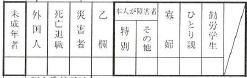 未成年者
外国人
死亡退職
災害者
乙欄
本人が障害者
特別
その他
寡婦
ひとり親
勤労学生